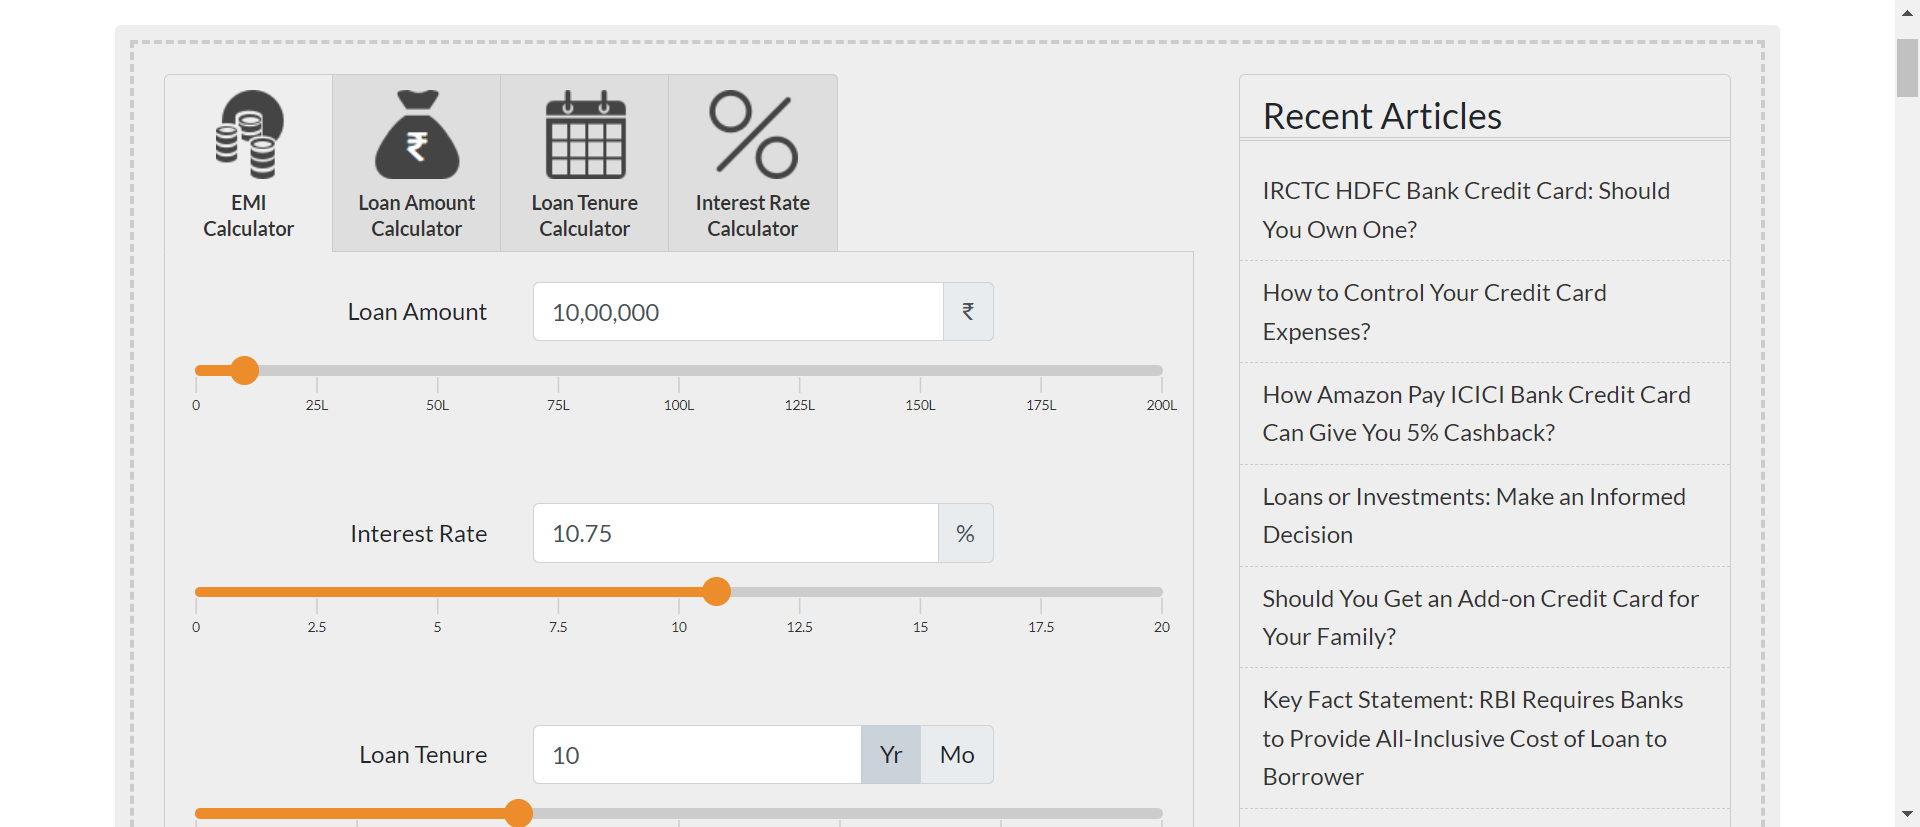 EMI
Calculator
₹
Loan Amount
Calculator
Loan Tenure
Calculator
Interest Rate
Calculator
Loan Amount
10,00,000
₹
0 25L 50L 75L 100L 125L 150L 175L 200L
Interest Rate
10.75
%
0 2.5 5 7.5 10 12.5 15 17.5 20
Loan Tenure
10
Yr Mo
Recent Articles
IRCTC HDFC Bank Credit Card: Should
You Own One?
How to Control Your Credit Card
Expenses?
How Amazon Pay ICICI Bank Credit Card
Can Give You 5% Cashback?
Loans or Investments: Make an Informed
Decision
Should You Get an Add-on Credit Card for
Your Family?
Key Fact Statement: RBI Requires Banks
to Provide All-Inclusive Cost of Loan to
Borrower